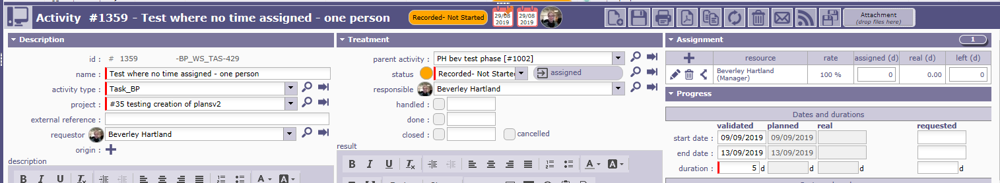 Activity #1359 - Test where no time assigned - one person
Recorded- Not Started
29/08
2019
29/08
2019
Attachment
(drop files here)
Description
id : # 1359 -BP_WS_TAS-429
name : Test where no time assigned - one person
activity type : Task_BP
project : #35 testing creation of plansv2
external reference :
requestor Beverley Hartland :
origin :
description
B I U Tx A A
Treatment
parent activity : PH bev test phase [#1002]
status Recorded- Not Starte assigned
responsible Beverley Hartland
handled :
done :
closed : cancelled
result
B I U Tx A A
Assignment 1
resource rate assigned (d) real (d) left (d)
Beverley Hartland
(Manager) 100 % 0 0.00 0
Progress
Dates and durations
validated planned real requested
start date : 09/09/2019 09/09/2019
end date : 13/09/2019 13/09/2019
duration : 5 d d d d